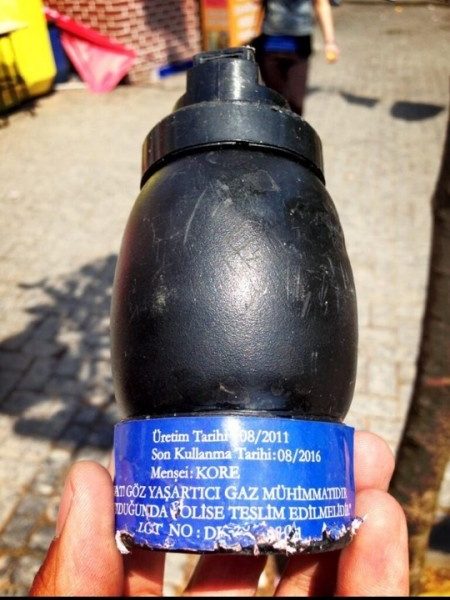 Üretim Tarihi :08/2011
Son Kullanma Tarihi:08/2016
Menşei: KORE
GÖZ YAŞARTICI GAZ MÜHİMMATIDIR
POLİSE TESLİM EDİLMELİDİR
LOT NO :